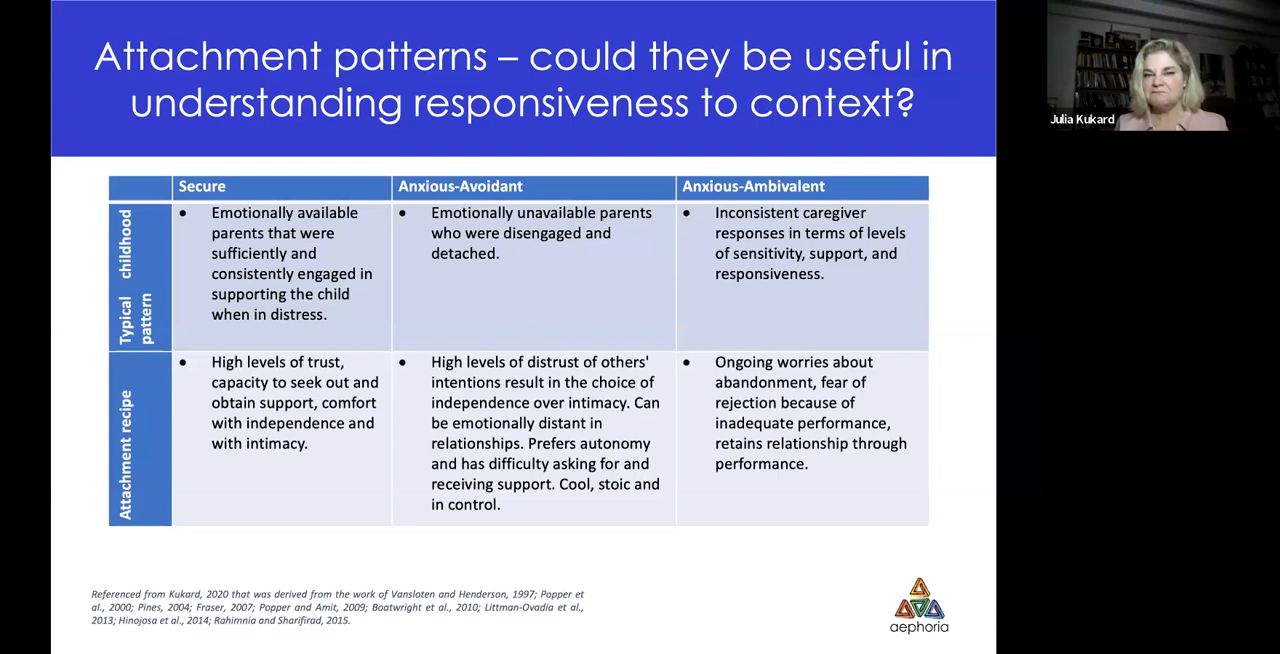 Attachment patterns – could they be useful in
understanding responsiveness to context?
Julia Kukard
Secure
Anxious-Avoidant
Anxious-Ambivalent
Typical childhood
pattern
• Emotionally available
parents that were
sufficiently and
consistently engaged in
supporting the child
when in distress.
• Emotionally unavailable parents
who were disengaged and
detached.
• Inconsistent caregiver
responses in terms of levels
of sensitivity, support, and
responsiveness.
Attachment recipe
• High levels of trust,
capacity to seek out and
obtain support, comfort
with independence and
with intimacy.
• High levels of distrust of others'
intentions result in the choice of
independence over intimacy. Can
be emotionally distant in
relationships. Prefers autonomy
and has difficulty asking for and
receiving support. Cool, stoic and
in control.
• Ongoing worries about
abandonment, fear of
rejection because of
inadequate performance,
retains relationship through
performance.
Referenced from Kukard, 2020 that was derived from the work of Vansloten and Henderson, 1997; Popper et
al., 2000; Pines, 2004; Fraser, 2007; Popper and Amit, 2009; Boatwright et al., 2010; Littman-Ovadia et al.,
2013; Hinojosa et al., 2014; Rahimnia and Sharifirad, 2015.
aephoria